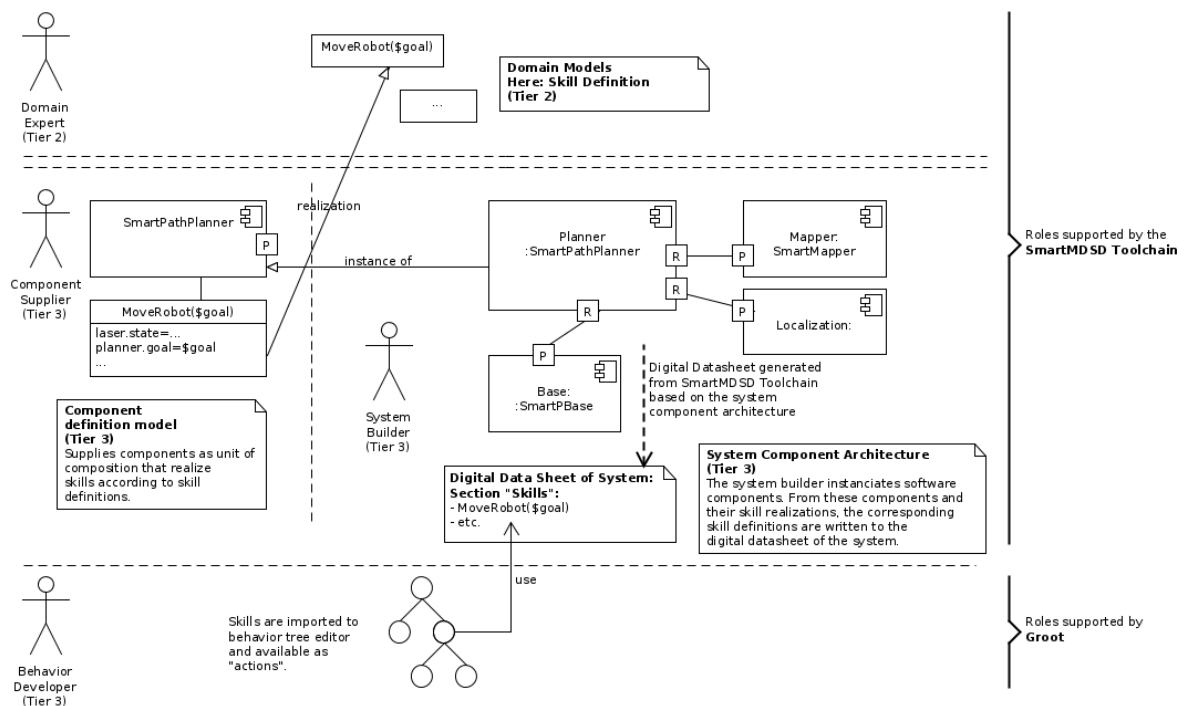 MoveRobot($goal)
...
Domain Models
Here: Skill Definition
(Tier 2)
Domain
Expert
(Tier 2)
realization
SmartPathPlanner
P
Component
Supplier
(Tier 3)
MoveRobot($goal)
laser.state=...
planner.goal=$goal
...
instance of
Planner
:SmartPathPlanner
R
R
R
P
Mapper:
SmartMapper
P
Localization:
P
Base:
:SmartPBase
System
Builder
(Tier 3)
Digital Datasheet generated
from SmartMDSD Toolchain
based on the system
component architecture
Roles supported by the
SmartMDSD Toolchain
Component
definition model
(Tier 3)
Supplies components as unit of
composition that realize
skills according to skill
definitions.
Digital Data Sheet of System:
Section "Skills":
- MoveRobot($goal)
- etc.
System Component Architecture
(Tier 3)
The system builder instanciates software
components. From these components and
their skill realizations, the corresponding
skill definitions are written to the
digital datasheet of the system.
use
Behavior
Developer
(Tier 3)
Skills are imported to
behavior tree editor
and available as
"actions".
Roles supported by
Groot